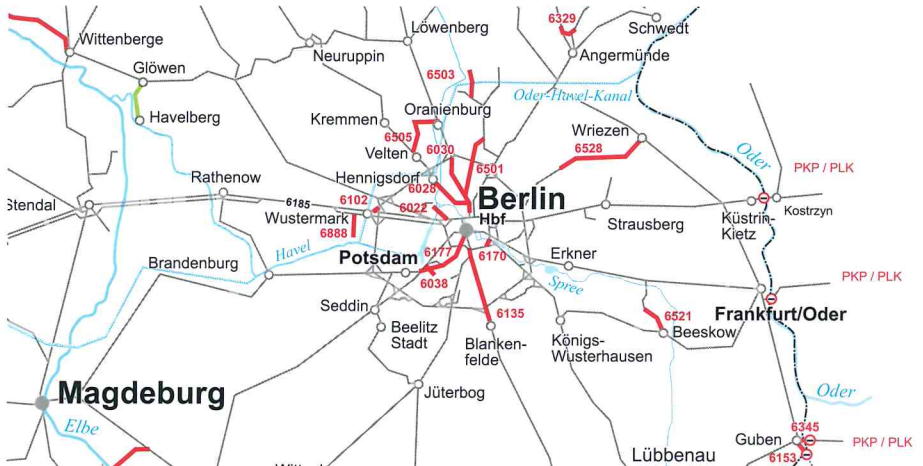 6329
Schwedt
Löwenberg
Wittenberge
Neuruppin
Angermünde
Glöwen
6503
Oder-Havel-Kanal
Havelberg
Kremmen
Oranienburg
6505
6030
Wriezen
6528
Oder
Velten
6501
PKP / PLK
Hennigsdorf
Rathenow
6028
Berlin
Stendal
6185
6102
6022
Hbf
Wustermark
Strausberg
Küstrin-
Kietz
Kostrzyn
6888
Havel
6177
6170
Potsdam
Erkner
Brandenburg
6038
Spree
PKP / PLK
Seddin
6135
6521
Frankfurt/Oder
Beelitz
Stadt
Blanken-
felde
Königs-
Wusterhausen
Beeskow
Magdeburg
Jüterbog
Oder
Elbe
6345
Guben
PKP / PLK
6153
Lübbenau